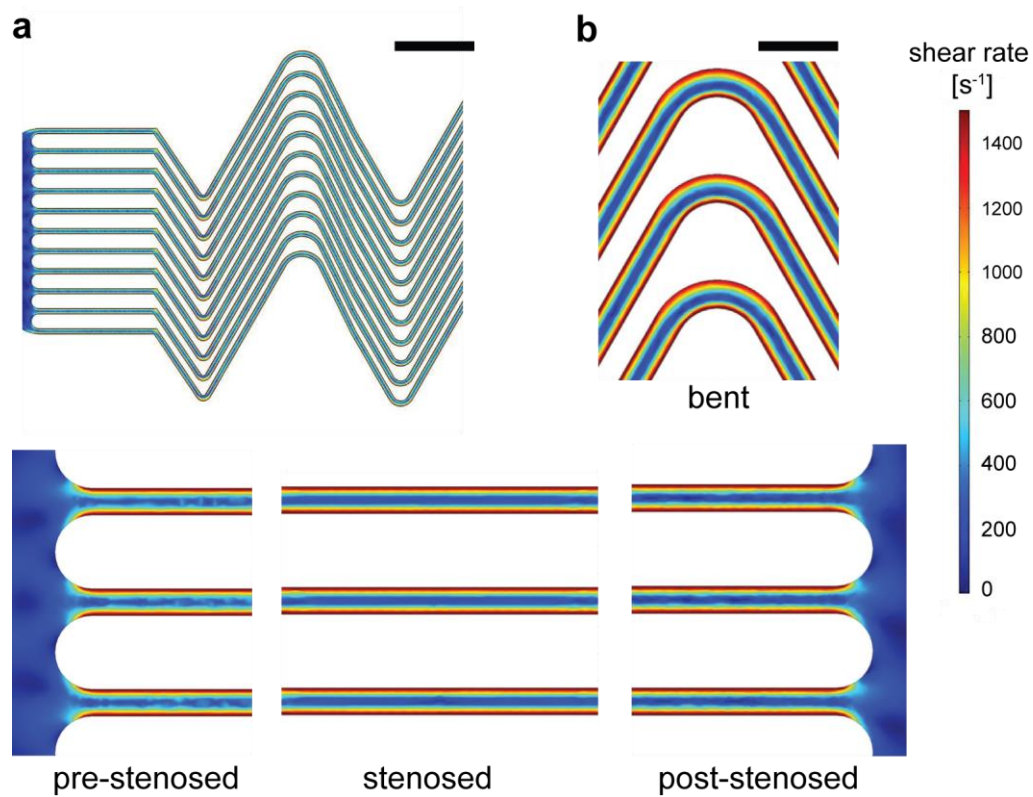 a
b
shear rate
[s⁻¹]
1400
1200
1000
800
600
400
200
0
bent
pre-stenosed
stenosed
post-stenosed